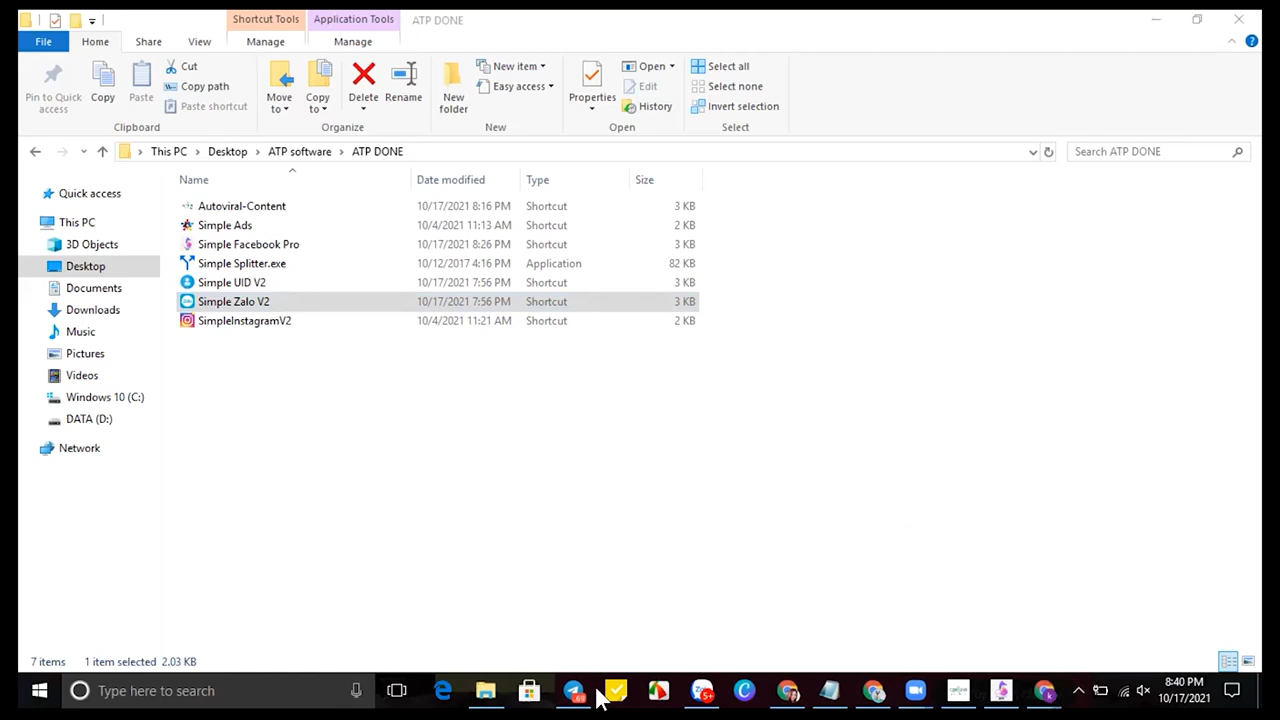 Shortcut Tools Application Tools ATP DONE
File Home Share View Manage Manage
Pin to Quick access
Copy
Paste
Cut
Copy path
Paste shortcut
Clipboard
Move to
Copy to
Delete
Rename
Organize
New folder
New item
Easy access
New
Properties
Open
Edit
History
Open
Select all
Select none
Invert selection
Select
This PC Desktop ATP software ATP DONE Search ATP DONE
Quick access
This PC
3D Objects
Desktop
Documents
Downloads
Music
Pictures
Videos
Windows 10 (C:)
DATA (D:)
Network
Name Date modified Type Size
Autoviral-Content 10/17/2021 8:16 PM Shortcut 3 KB
Simple Ads 10/4/2021 11:13 AM Shortcut 2 KB
Simple Facebook Pro 10/17/2021 8:26 PM Shortcut 3 KB
Simple Splitter.exe 10/12/2017 4:16 PM Application 82 KB
Simple UID V2 10/17/2021 7:56 PM Shortcut 3 KB
Simple Zalo V2 10/17/2021 7:56 PM Shortcut 3 KB
SimpleInstagramV2 10/4/2021 11:21 AM Shortcut 2 KB
7 items 1 item selected 2.03 KB
Type here to search
8:40 PM
10/17/2021